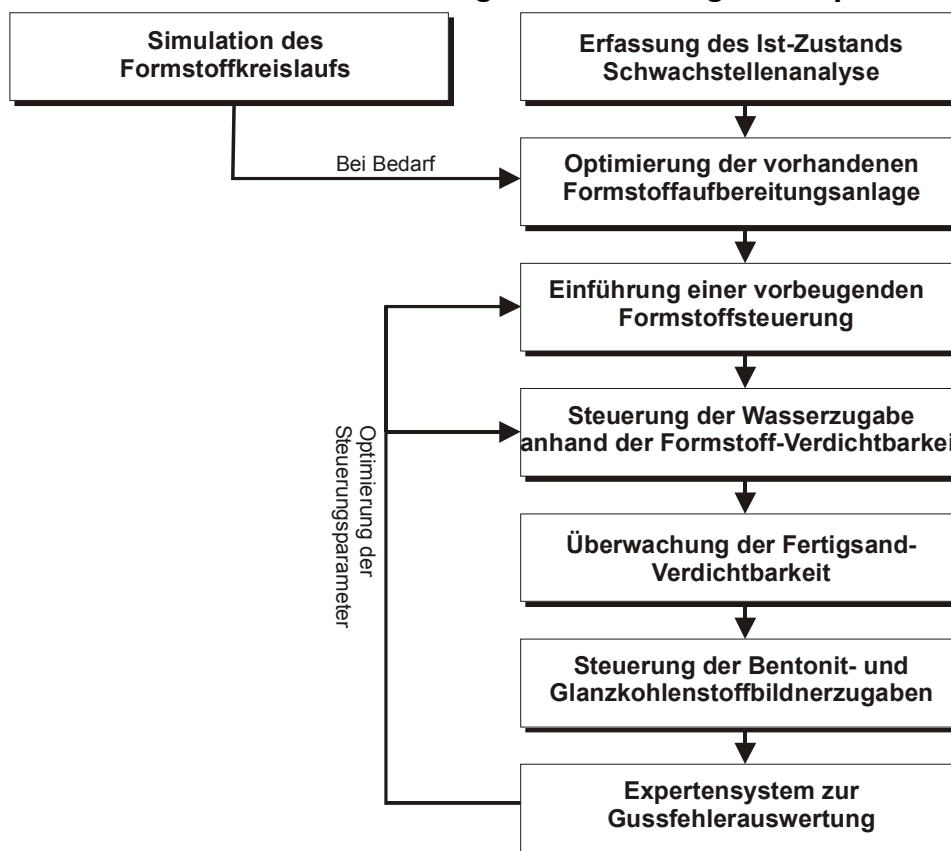 Simulation des
Formstoffkreislaufs
Erfassung des Ist-Zustands
Schwachstellenanalyse
Bei Bedarf
Optimierung der vorhandenen
Formstoffaufbereitungsanlage
Einführung einer vorbeugenden
Formstoffsteuerung
Steuerung der Wasserzugabe
anhand der Formstoff-Verdichtbarkei
Optimierung der
Steuerungsparameter
Überwachung der Fertigsand-
Verdichtbarkeit
Steuerung der Bentonit- und
Glanzkohlenstoffbildnerzugaben
Expertensystem zur
Gussfehlerauswertung